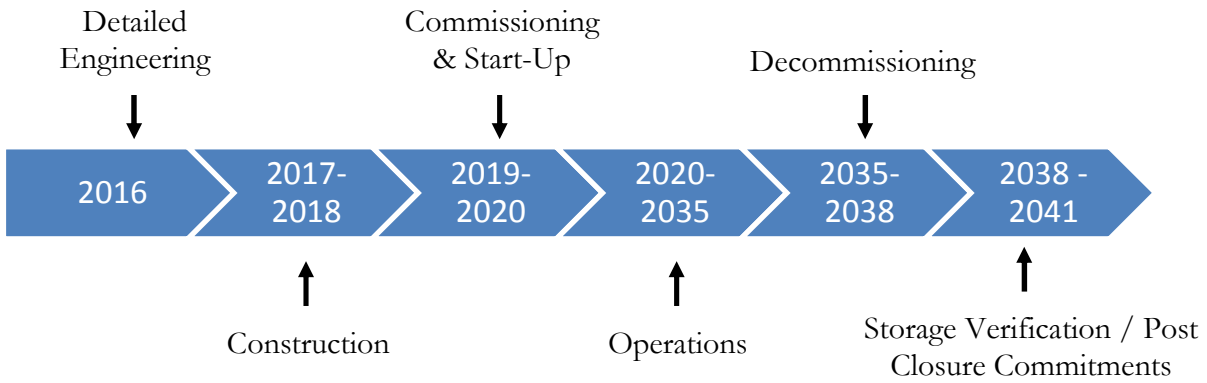 Detailed
Engineering
Commissioning
& Start-Up
Decommissioning
2016
2017-
2018
2019-
2020
2020-
2035
2035-
2038
2038 -
2041
Construction
Operations
Storage Verification / Post
Closure Commitments